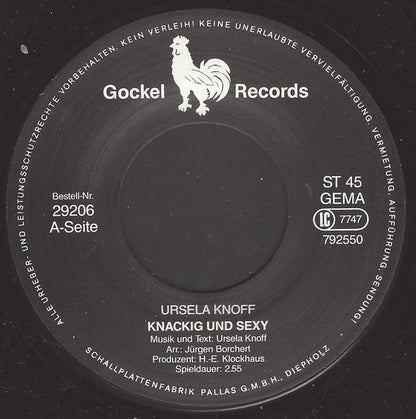 ALLE URHEBER- UND LEISTUNGSSCHUTZRECHTE VORBEHALTEN, KEIN VERLEIH! KEINE UNERLAUBTE VERVIELFÄLTIGUNG, VERMIETUNG, AUFFÜHRUNG, SENDUNG!
Gockel Records
Bestell-Nr.
29206
A-Seite
ST 45
GEMA
LC 7747
792550
URSELA KNOFF
KNACKIG UND SEXY
Musik und Text: Ursela Knoff
Arr.: Jürgen Borchert
Produzent: H.-E. Klockhaus
Spieldauer: 2.55
SCHALLPLATTENFABRIK PALLAS G.M.B.H., DIEPHOLZ